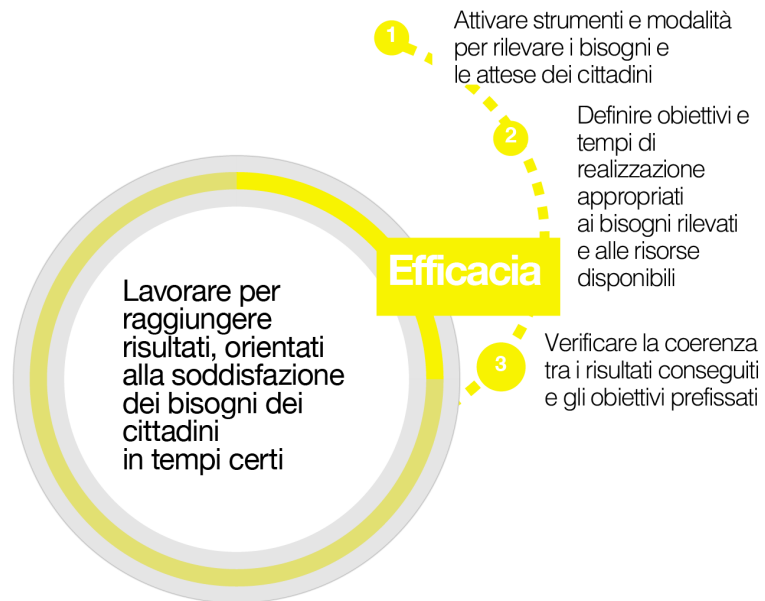 1
Attivare strumenti e modalità
per rilevare i bisogni e
le attese dei cittadini
2
Definire obiettivi e
tempi di
realizzazione
appropriati
ai bisogni rilevati
e alle risorse
disponibili
Efficacia
Lavorare per
raggiungere
risultati, orientati
alla soddisfazione
dei bisogni dei
cittadini
in tempi certi
3
Verificare la coerenza
tra i risultati conseguiti
e gli obiettivi prefissati